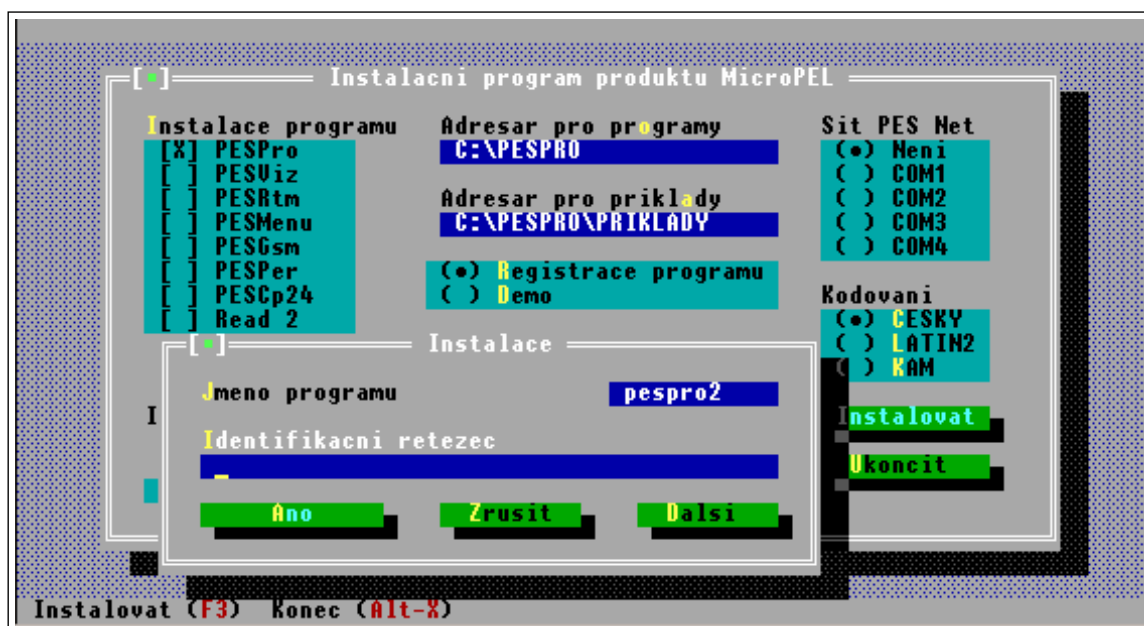 Instalacni program produktu MicroPEL
Instalace programu
[X] PESPro
[ ] PESViz
[ ] PESRtm
[ ] PESMenu
[ ] PESGsm
[ ] PESPer
[ ] PESCp24
[ ] Read 2
Adresar pro programy
C:\PESPRO
Adresar pro priklady
C:\PESPRO\PRIKLADY
(•) Registrace programu
( ) Demo
Sit PES Net
(•) Neni
( ) COM1
( ) COM2
( ) COM3
( ) COM4
Kodovani
(•) CESKY
( ) LATIN2
( ) KAM
I
Instalovat
Ukoncit
Instalace
Jmeno programu
pespro2
Identifikacni retezec
Ano
Zrusit
Dalsi
Instalovat (F3) Konec (Alt-X)